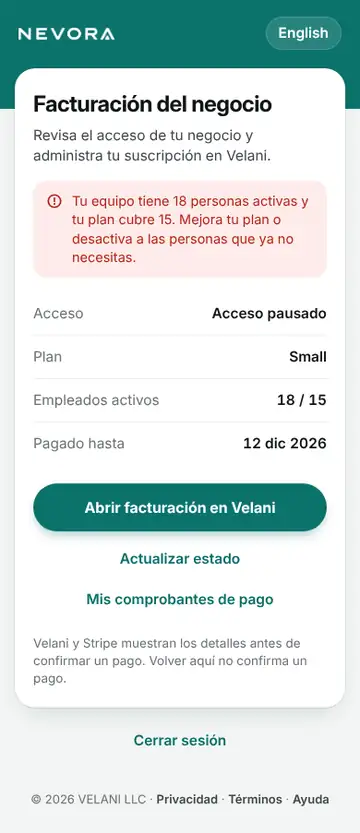 NEVORA
English
Facturación del negocio
Revisa el acceso de tu negocio y
administra tu suscripción en Velani.
Tu equipo tiene 18 personas activas y
tu plan cubre 15. Mejora tu plan o
desactiva a las personas que ya no
necesitas.
Acceso Acceso pausado
Plan Small
Empleados activos 18 / 15
Pagado hasta 12 dic 2026
Abrir facturación en Velani
Actualizar estado
Mis comprobantes de pago
Velani y Stripe muestran los detalles antes de
confirmar un pago. Volver aquí no confirma un
pago.
Cerrar sesión
© 2026 VELANI LLC · Privacidad · Términos · Ayuda